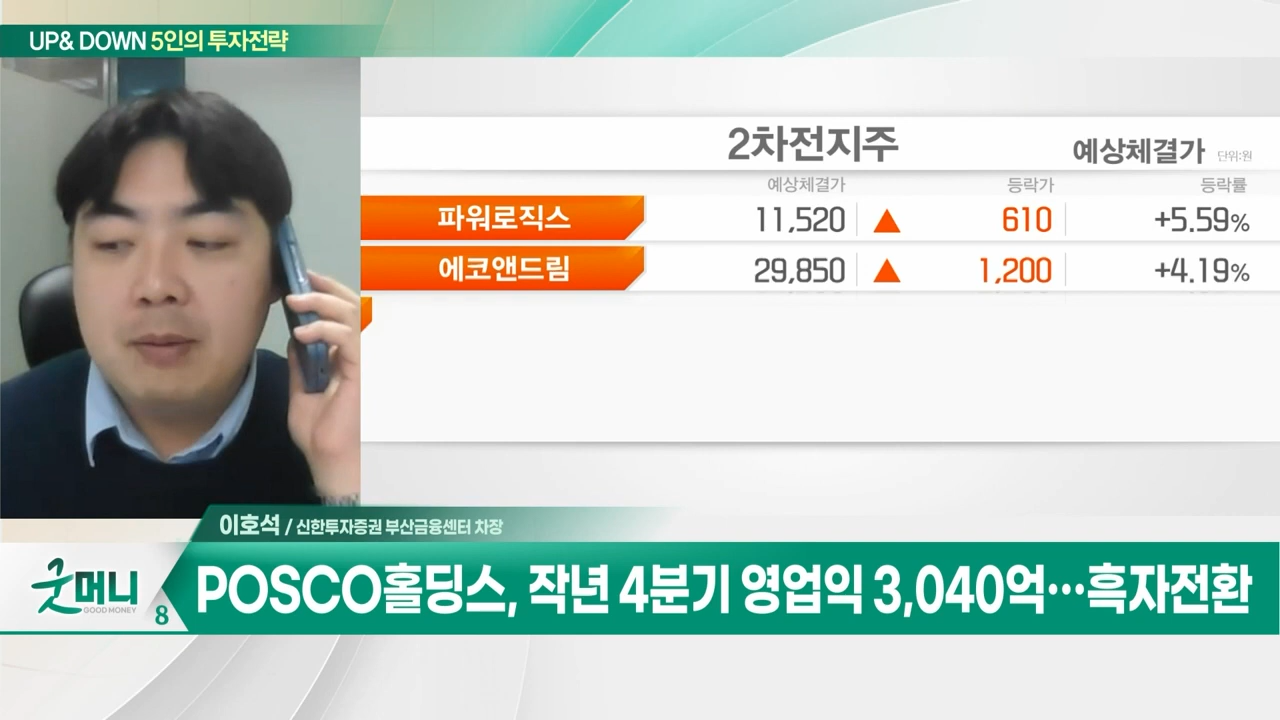 UP& DOWN 5인의 투자전략
2차전지주
예상체결가 단위:원
예상체결가 등락가 등락률
파워로직스 11,520 ▲ 610 +5.59%
에코앤드림 29,850 ▲ 1,200 +4.19%
이호석 / 신한투자증권 부산금융센터 차장
굿머니
GOOD MONEY
8
POSCO홀딩스, 작년 4분기 영업익 3,040억…흑자전환